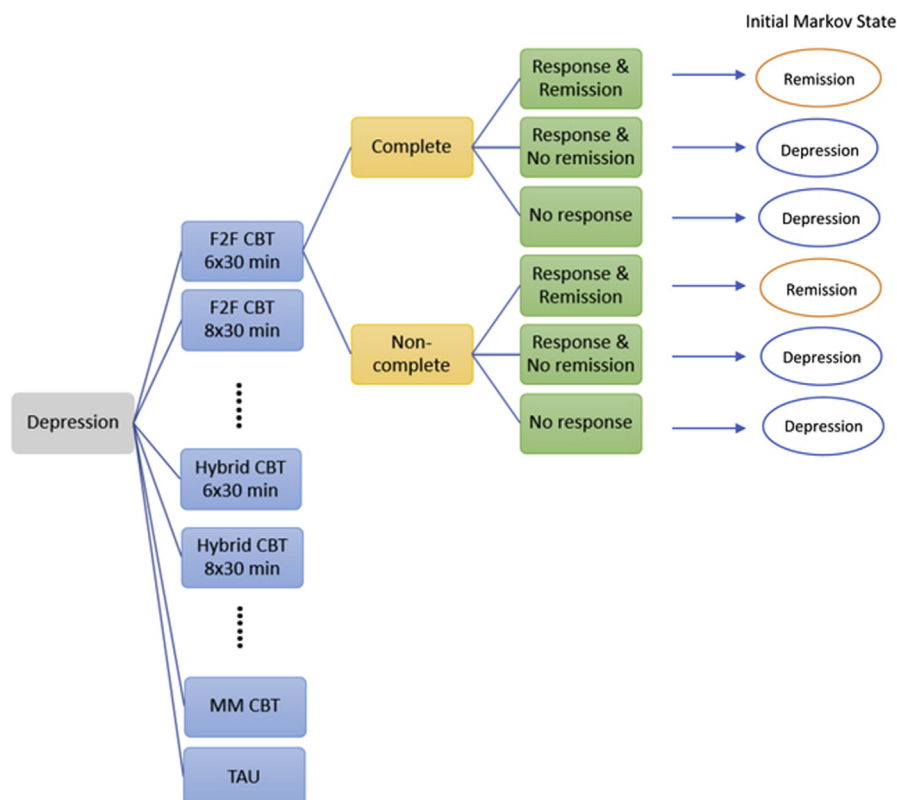 Initial Markov State
Response &
Remission
Remission
Response &
No remission
Depression
Complete
No response
Depression
F2F CBT
6x30 min
Response &
Remission
Remission
F2F CBT
8x30 min
Non-
complete
Response &
No remission
Depression
No response
Depression
Depression
Hybrid CBT
6x30 min
Hybrid CBT
8x30 min
MM CBT
TAU